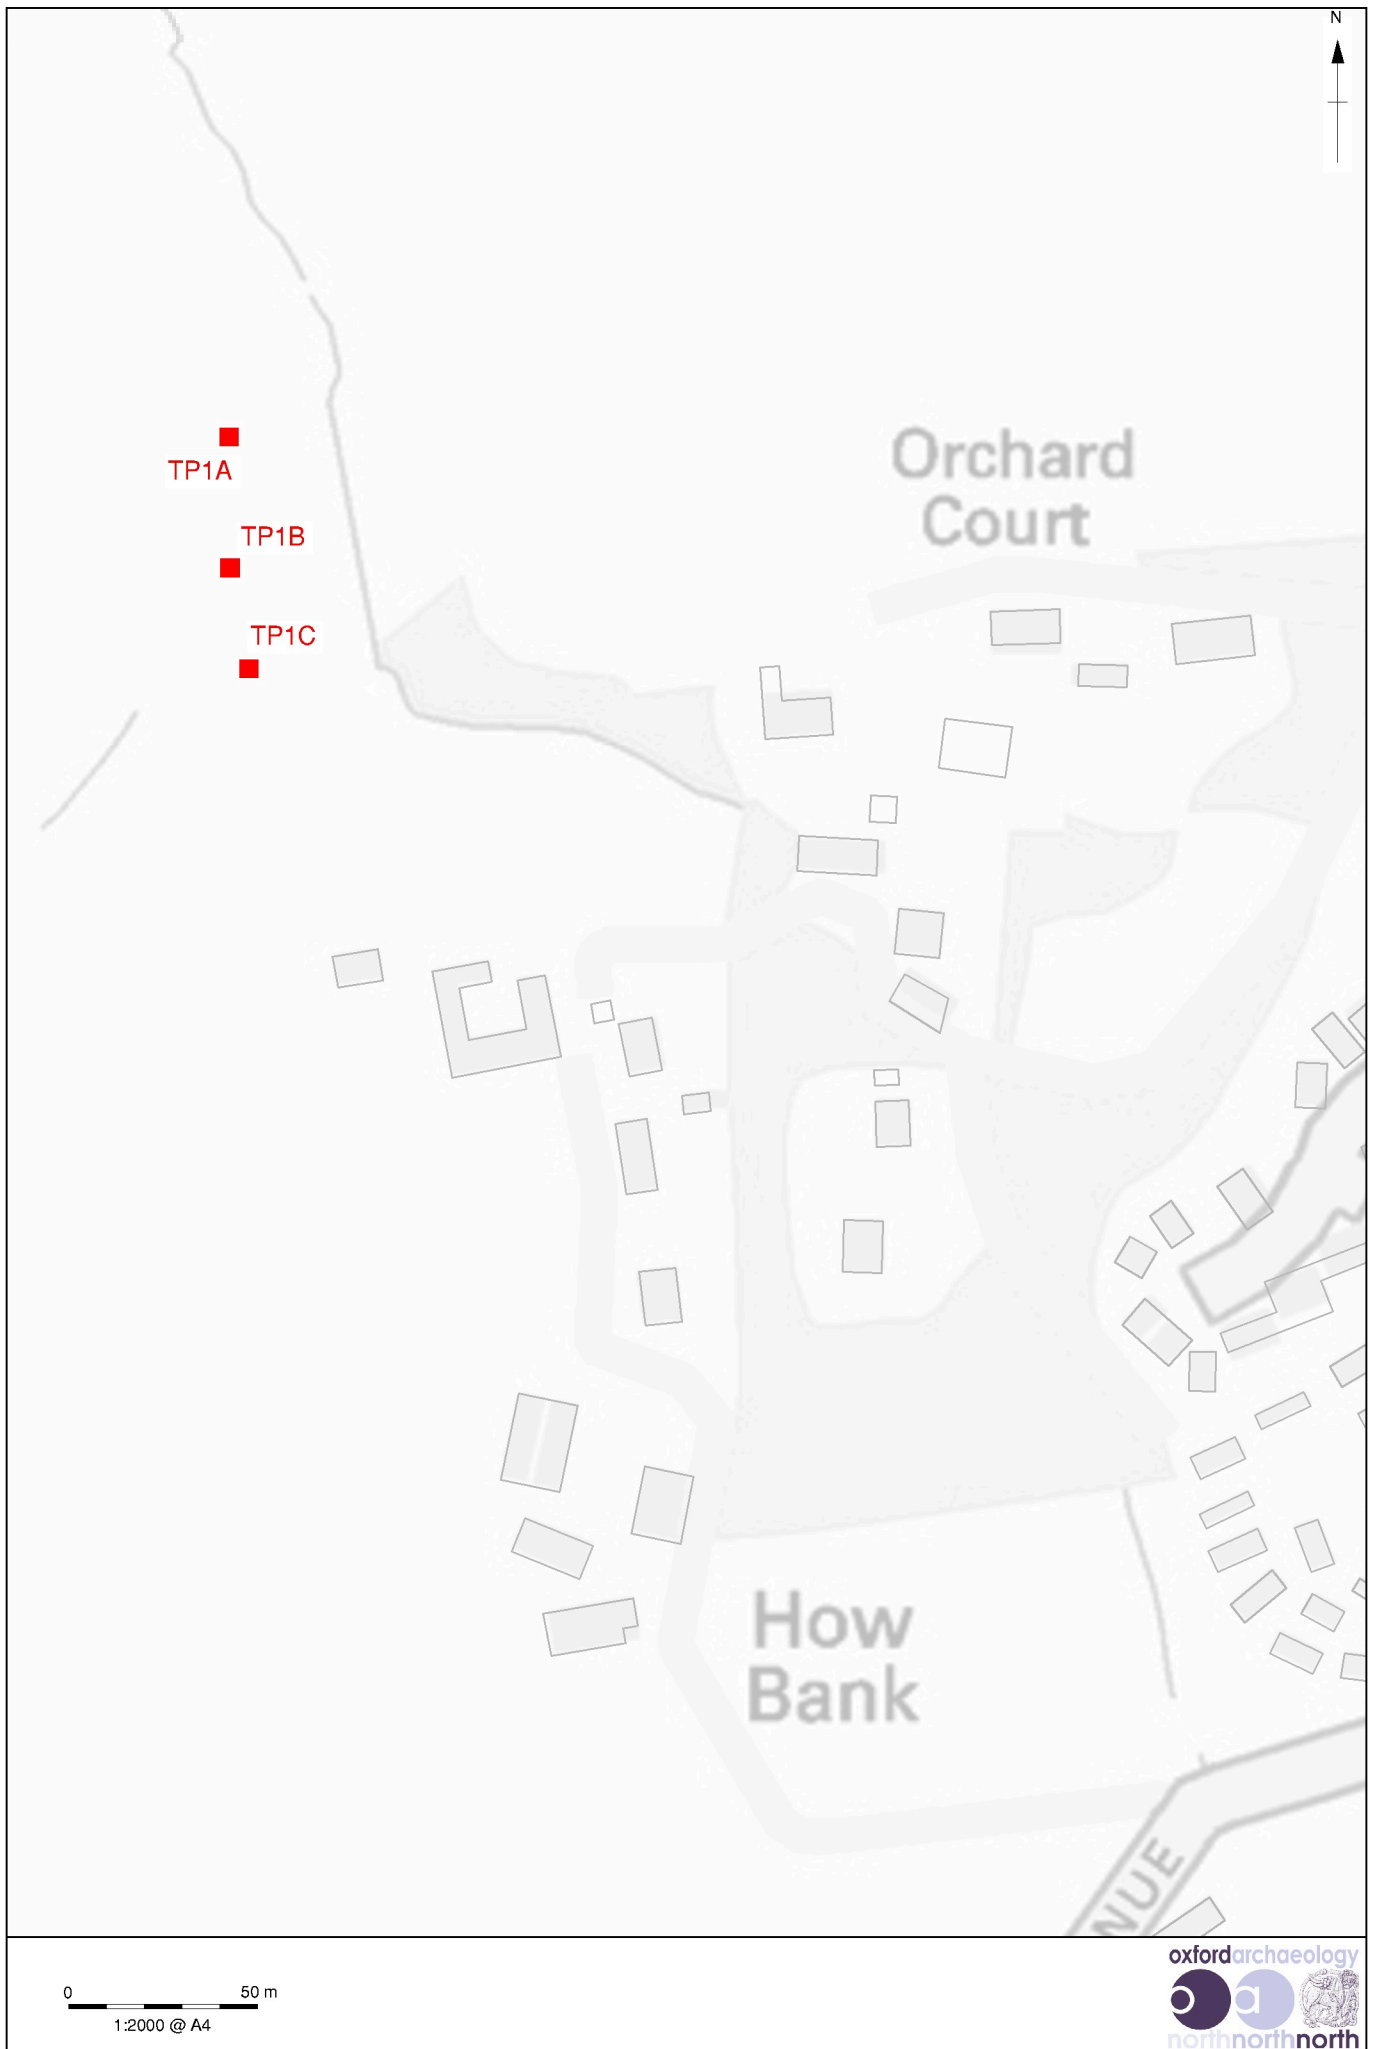 N
TP1A
TP1B
TP1C
Orchard
Court
How
Bank
NUE
0 50 m
1:2000 @ A4
oxfordarchaeology
northnorthnorth